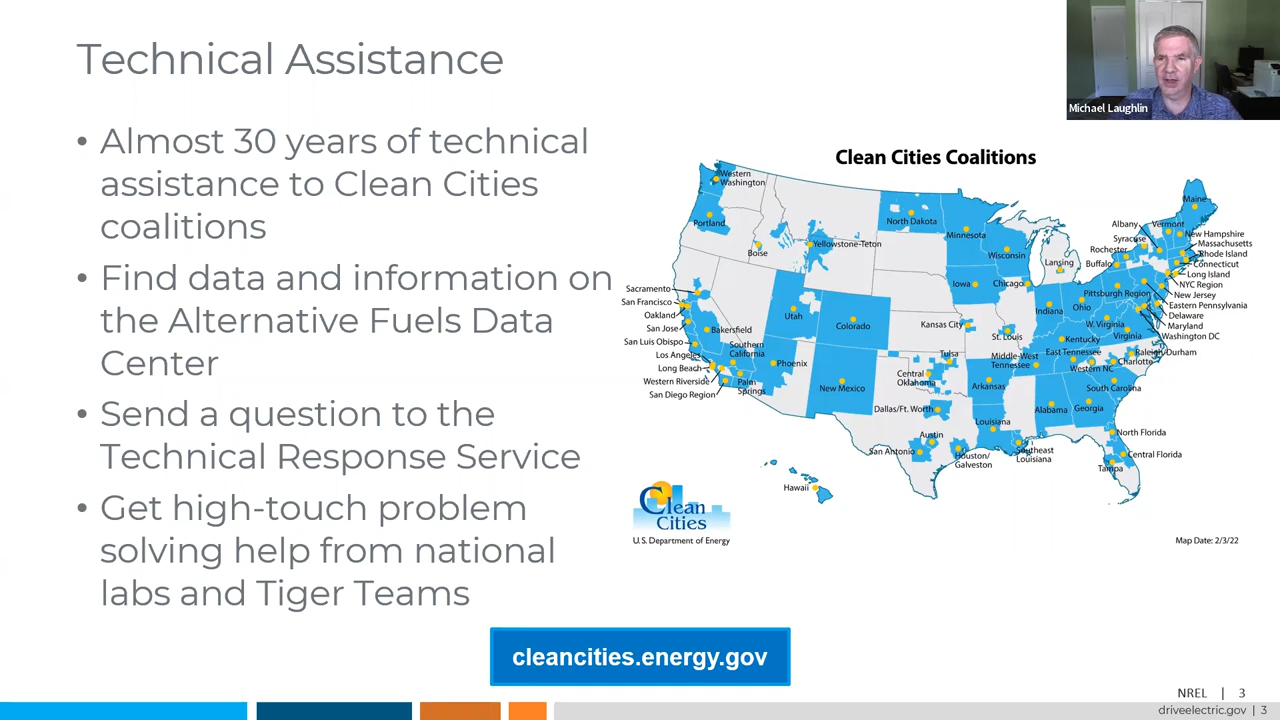 Technical Assistance
Michael Laughlin
• Almost 30 years of technical
assistance to Clean Cities
coalitions
• Find data and information on
the Alternative Fuels Data
Center
• Send a question to the
Technical Response Service
• Get high-touch problem
solving help from national
labs and Tiger Teams
Clean Cities Coalitions
Western
Washington
Portland
Boise
Yellowstone-Teton
North Dakota
Minnesota
Wisconsin
Lansing
Iowa
Chicago
Sacramento
San Francisco
Oakland
San Jose
San Luis Obispo
Los Angeles
Long Beach
Western Riverside
San Diego Region
Bakersfield
Southern
California
Palm
Springs
Utah
Colorado
Phoenix
New Mexico
Kansas City
St. Louis
Tulsa
Central
Oklahoma
Middle-West
Tennessee
Arkansas
Dallas/Ft. Worth
Austin
San Antonio
Houston/
Galveston
Louisiana
Southeast
Louisiana
Indiana
Ohio
Pittsburgh Region
W. Virginia
Virginia
Kentucky
East Tennessee
Western NC
Raleigh/Durham
Charlotte
South Carolina
Alabama
Georgia
North Florida
Central Florida
Tampa
Maine
Albany
Vermont
Syracuse
Rochester
Buffalo
New Hampshire
Massachusetts
Rhode Island
Connecticut
Long Island
NYC Region
New Jersey
Eastern Pennsylvania
Delaware
Maryland
Washington DC
Hawaii
Clean
Cities
U.S. Department of Energy
Map Date: 2/3/22
cleancities.energy.gov
NREL | 3
driveelectric.gov | 3